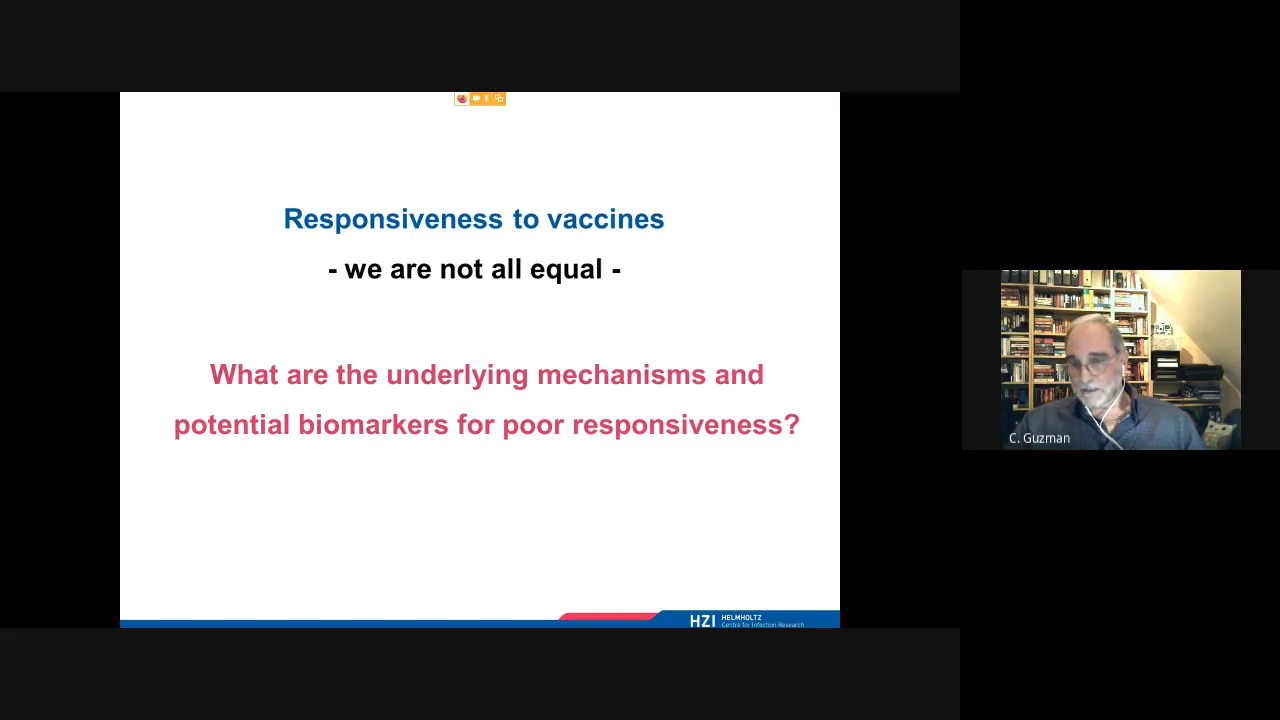 Responsiveness to vaccines
- we are not all equal -
What are the underlying mechanisms and
potential biomarkers for poor responsiveness?
C. Guzman
HZI HELMHOLTZ
Centre for Infection Research